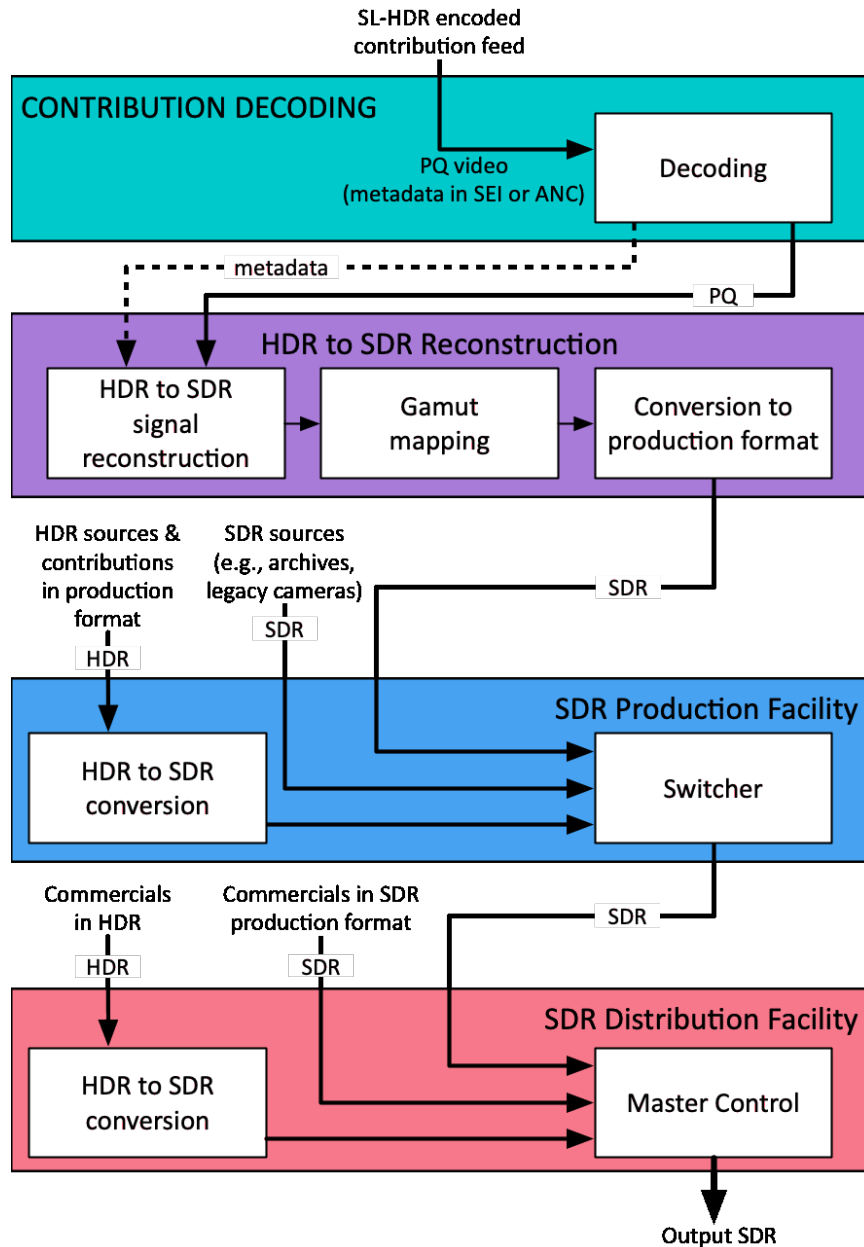 SL-HDR encoded
contribution feed
CONTRIBUTION DECODING
PQ video
(metadata in SEI or ANC)
Decoding
metadata
PQ
HDR to SDR Reconstruction
HDR to SDR
signal
reconstruction
Gamut
mapping
Conversion to
production format
HDR sources &
contributions
in production
format
HDR
SDR sources
(e.g., archives,
legacy cameras)
SDR
SDR
SDR Production Facility
HDR to SDR
conversion
Switcher
Commercials
in HDR
HDR
Commercials in SDR
production format
SDR
SDR
SDR Distribution Facility
HDR to SDR
conversion
Master Control
Output SDR